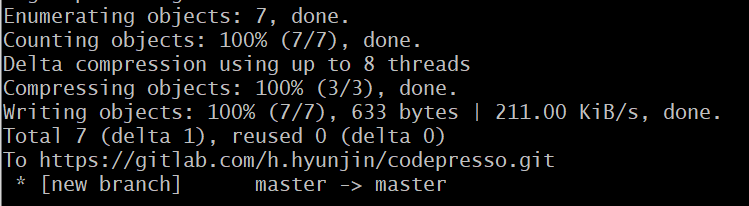 Enumerating objects: 7, done.
Counting objects: 100% (7/7), done.
Delta compression using up to 8 threads
Compressing objects: 100% (3/3), done.
Writing objects: 100% (7/7), 633 bytes | 211.00 KiB/s, done.
Total 7 (delta 1), reused 0 (delta 0)
To https://gitlab.com/h.hyunjin/codepresso.git
 * [new branch]      master -> master